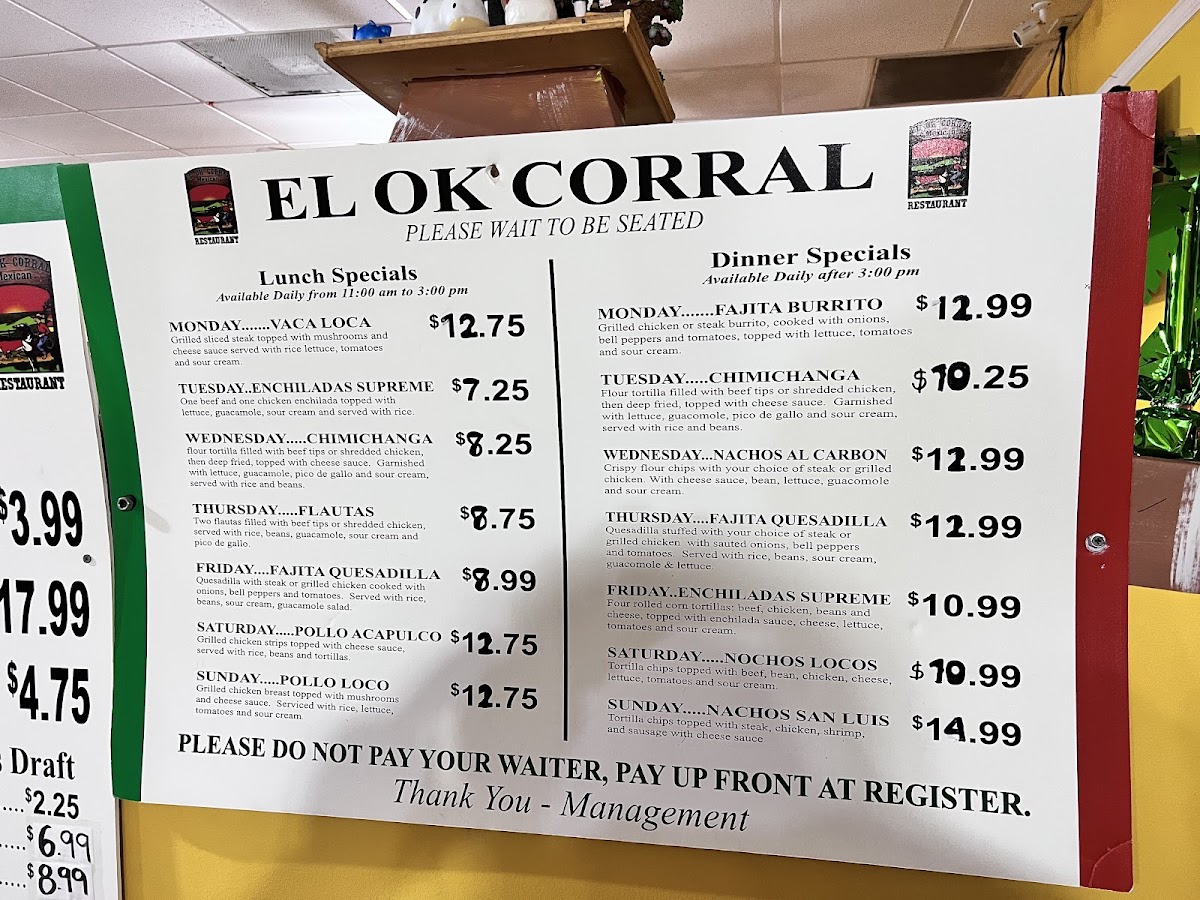 EL OK CORRAL
PLEASE WAIT TO BE SEATED
RESTAURANT
Mexican
RESTAURANT
Lunch Specials
Available Daily from 11:00 am to 3:00 pm
MONDAY.......VACA LOCA $12.75
Grilled sliced steak topped with mushrooms and
cheese sauce served with rice lettuce, tomatoes
and sour cream.
TUESDAY..ENCHILADAS SUPREME $7.25
One beef and one chicken enchilada topped with
lettuce, guacamole, sour cream and served with rice.
WEDNESDAY.....CHIMICHANGA $8.25
flour tortilla filled with beef tips or shredded chicken,
then deep fried, topped with cheese sauce. Garnished
with lettuce, guacamole, pico de gallo and sour cream,
served with rice and beans.
THURSDAY.....FLAUTAS $8.75
Two flautas filled with beef tips or shredded chicken,
served with rice, beans, guacamole, sour cream and
pico de gallo.
FRIDAY....FAJITA QUESADILLA $8.99
Quesadilla with steak or grilled chicken cooked with
onions, bell peppers and tomatoes. Served with rice,
beans, sour cream, guacamole salad.
SATURDAY.....POLLO ACAPULCO $12.75
Grilled chicken strips topped with cheese sauce,
served with rice, beans and tortillas.
SUNDAY.....POLLO LOCO $12.75
Grilled chicken breast topped with mushrooms
and cheese sauce. Serviced with rice, lettuce,
tomatoes and sour cream
Dinner Specials
Available Daily after 3:00 pm
MONDAY.......FAJITA BURRITO $12.99
Grilled chicken or steak burrito, cooked with onions,
bell peppers and tomatoes, topped with lettuce, tomatoes
and sour cream.
TUESDAY.....CHIMICHANGA $10.25
Flour tortilla filled with beef tips or shredded chicken,
then deep fried, topped with cheese sauce. Garnished
with lettuce, guacomole, pico de gallo and sour cream,
served with rice and beans.
WEDNESDAY...NACHOS AL CARBON $12.99
Crispy flour chips with your choice of steak or grilled
chicken. With cheese sauce, bean, lettuce, guacomole
and sour cream.
THURSDAY....FAJITA QUESADILLA $12.99
Quesadilla stuffed with your choice of steak or
grilled chicken with sauted onions, bell peppers
and tomatoes. Served with rice, beans, sour cream,
guacomole & lettuce.
FRIDAY..ENCHILADAS SUPREME $10.99
Four rolled corn tortillas: beef, chicken, beans and
cheese, topped with enchilada sauce, cheese, lettuce,
tomatoes and sour cream.
SATURDAY.....NOCHOS LOCOS $10.99
Tortilla chips topped with beef, bean, chicken, cheese,
lettuce, tomatoes and sour cream.
SUNDAY.....NACHOS SAN LUIS $14.99
Tortilla chips topped with steak, chicken, shrimp,
and sausage with cheese sauce
PLEASE DO NOT PAY YOUR WAITER, PAY UP FRONT AT REGISTER.
Thank You - Management
CORRAL
Mexican
RESTAURANT
$3.99
17.99
$4.75
Draft
....$2.25
.....$6.99
.....$8.99